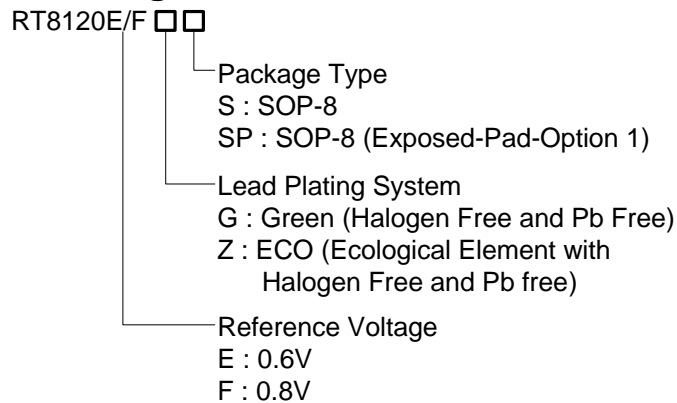 RT8120E/F
Package Type
S : SOP-8
SP : SOP-8 (Exposed-Pad-Option 1)
Lead Plating System
G : Green (Halogen Free and Pb Free)
Z : ECO (Ecological Element with
Halogen Free and Pb free)
Reference Voltage
E : 0.6V
F : 0.8V